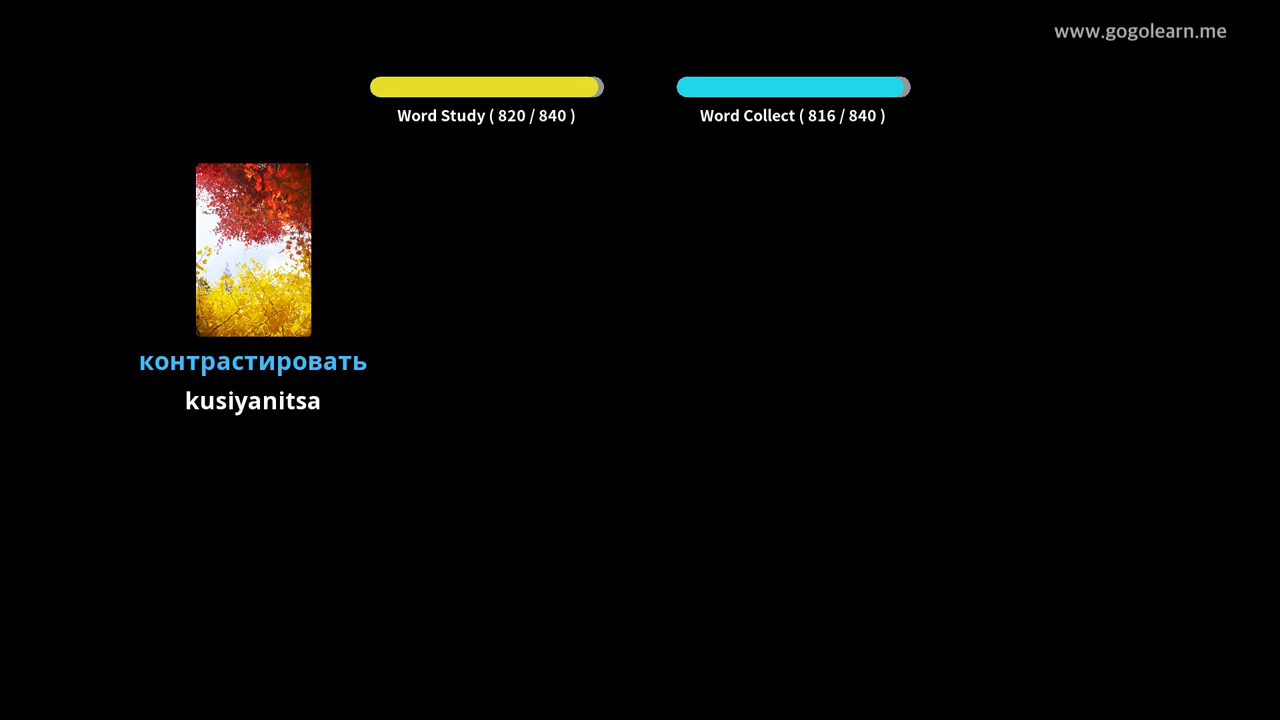 www.gogolearn.me
Word Study ( 820 / 840 )
Word Collect ( 816 / 840 )
контрастировать
kusiyanitsa